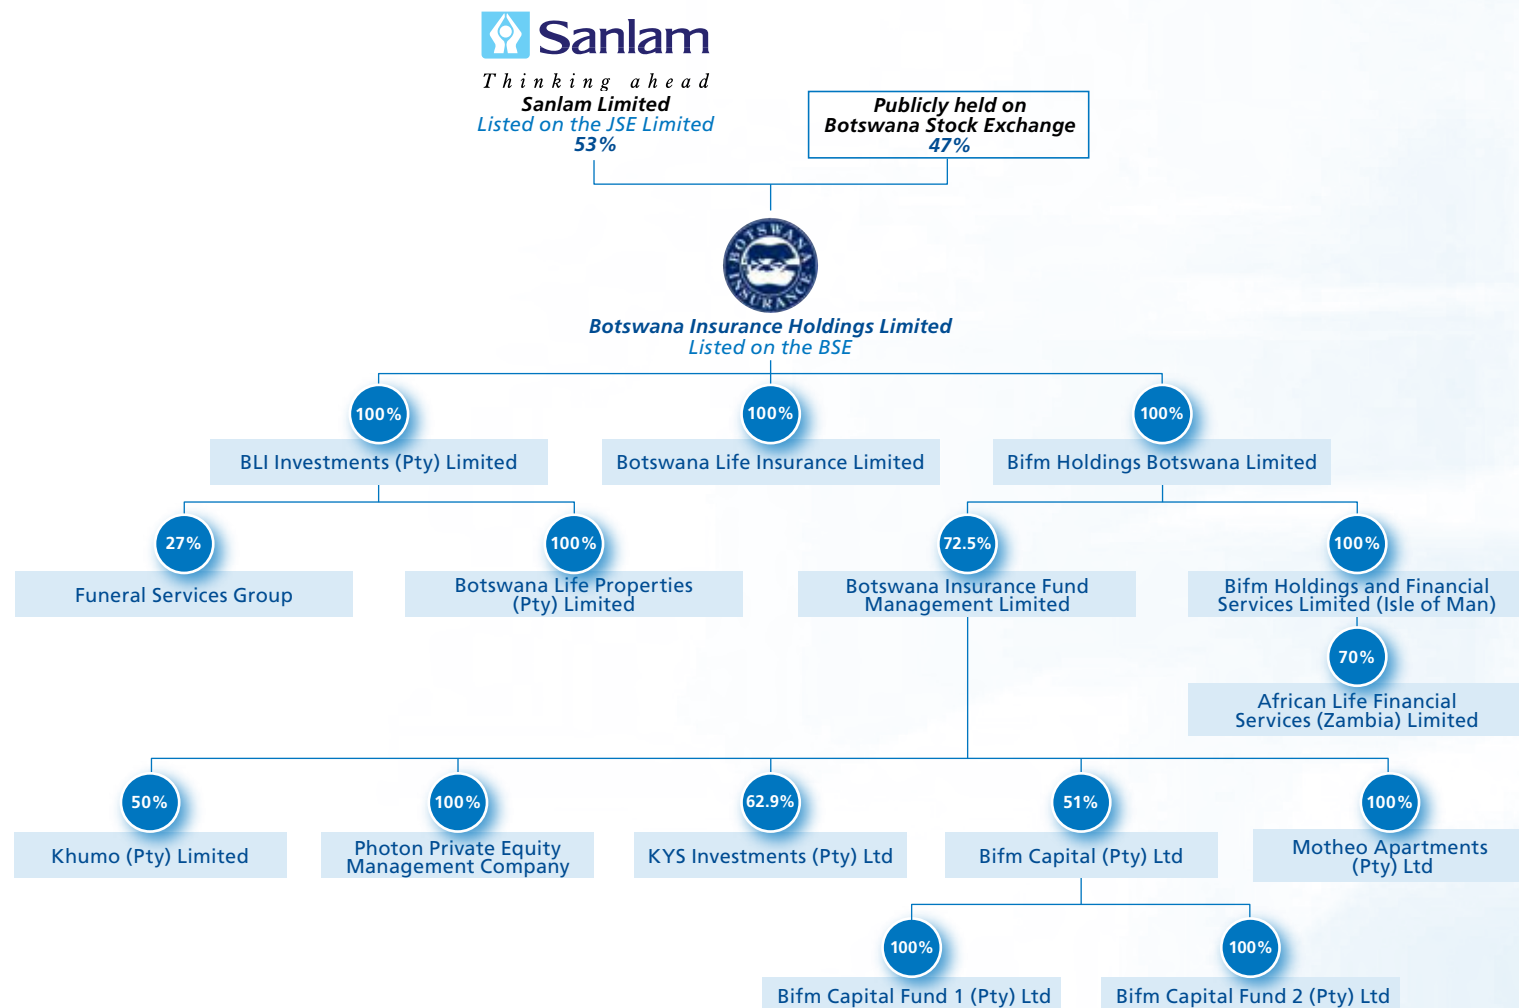 Sanlam
Thinking ahead
Sanlam Limited
Listed on the JSE Limited
53%
Publicly held on
Botswana Stock Exchange
47%
BOTSWANA INSURANCE
Botswana Insurance Holdings Limited
Listed on the BSE
100%
100%
100%
BLI Investments (Pty) Limited
Botswana Life Insurance Limited
Bifm Holdings Botswana Limited
27%
100%
72.5%
100%
Funeral Services Group
Botswana Life Properties
(Pty) Limited
Botswana Insurance Fund
Management Limited
Bifm Holdings and Financial
Services Limited (Isle of Man)
70%
African Life Financial
Services (Zambia) Limited
50%
100%
62.9%
51%
100%
Khumo (Pty) Limited
Photon Private Equity
Management Company
KYS Investments (Pty) Ltd
Bifm Capital (Pty) Ltd
Motheo Apartments
(Pty) Ltd
100%
100%
Bifm Capital Fund 1 (Pty) Ltd
Bifm Capital Fund 2 (Pty) Ltd